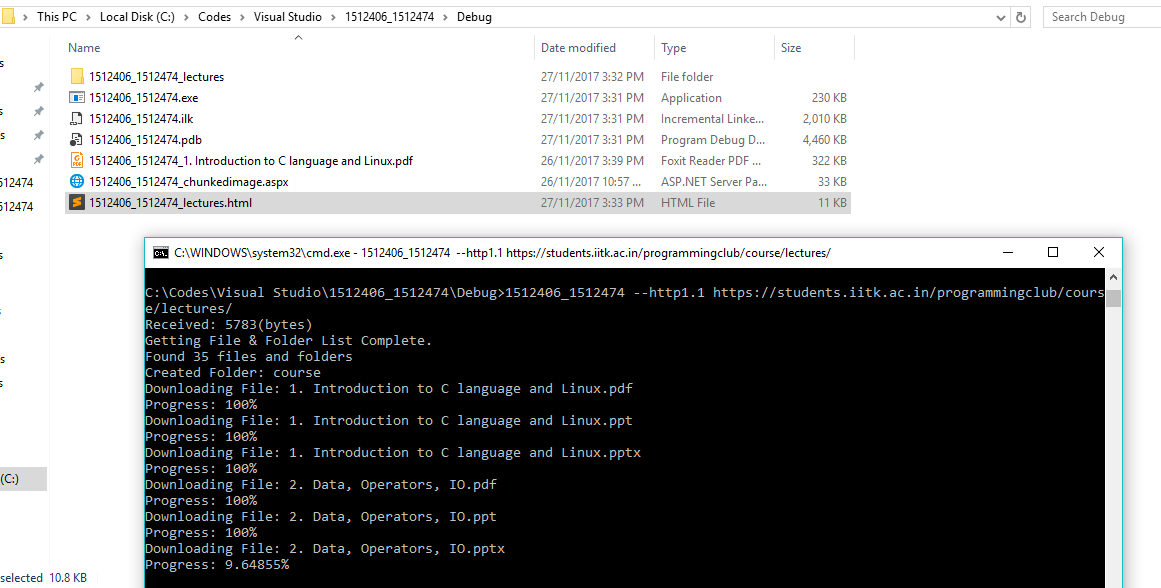 This PC > Local Disk (C:) > Codes > Visual Studio > 1512406_1512474 > Debug
Search Debug
Name Date modified Type Size
1512406_1512474_lectures 27/11/2017 3:32 PM File folder
1512406_1512474.exe 27/11/2017 3:31 PM Application 230 KB
1512406_1512474.ilk 27/11/2017 3:31 PM Incremental Linke... 2,010 KB
1512406_1512474.pdb 27/11/2017 3:31 PM Program Debug D... 4,460 KB
1512406_1512474_1. Introduction to C language and Linux.pdf 26/11/2017 3:39 PM Foxit Reader PDF ... 322 KB
1512406_1512474_chunkedimage.aspx 26/11/2017 10:57 ... ASP.NET Server Pa... 33 KB
1512406_1512474_lectures.html 27/11/2017 3:33 PM HTML File 11 KB
s
s
s
512474
512474
s
s
s
(C:)
selected 10.8 KB
C:\WINDOWS\system32\cmd.exe - 1512406_1512474 --http1.1 https://students.iitk.ac.in/programmingclub/course/lectures/
C:\Codes\Visual Studio\1512406_1512474\Debug>1512406_1512474 --http1.1 https://students.iitk.ac.in/programmingclub/cours
e/lectures/
Received: 5783(bytes)
Getting File & Folder List Complete.
Found 35 files and folders
Created Folder: course
Downloading File: 1. Introduction to C language and Linux.pdf
Progress: 100%
Downloading File: 1. Introduction to C language and Linux.ppt
Progress: 100%
Downloading File: 1. Introduction to C language and Linux.pptx
Progress: 100%
Downloading File: 2. Data, Operators, IO.pdf
Progress: 100%
Downloading File: 2. Data, Operators, IO.ppt
Progress: 100%
Downloading File: 2. Data, Operators, IO.pptx
Progress: 9.64855%